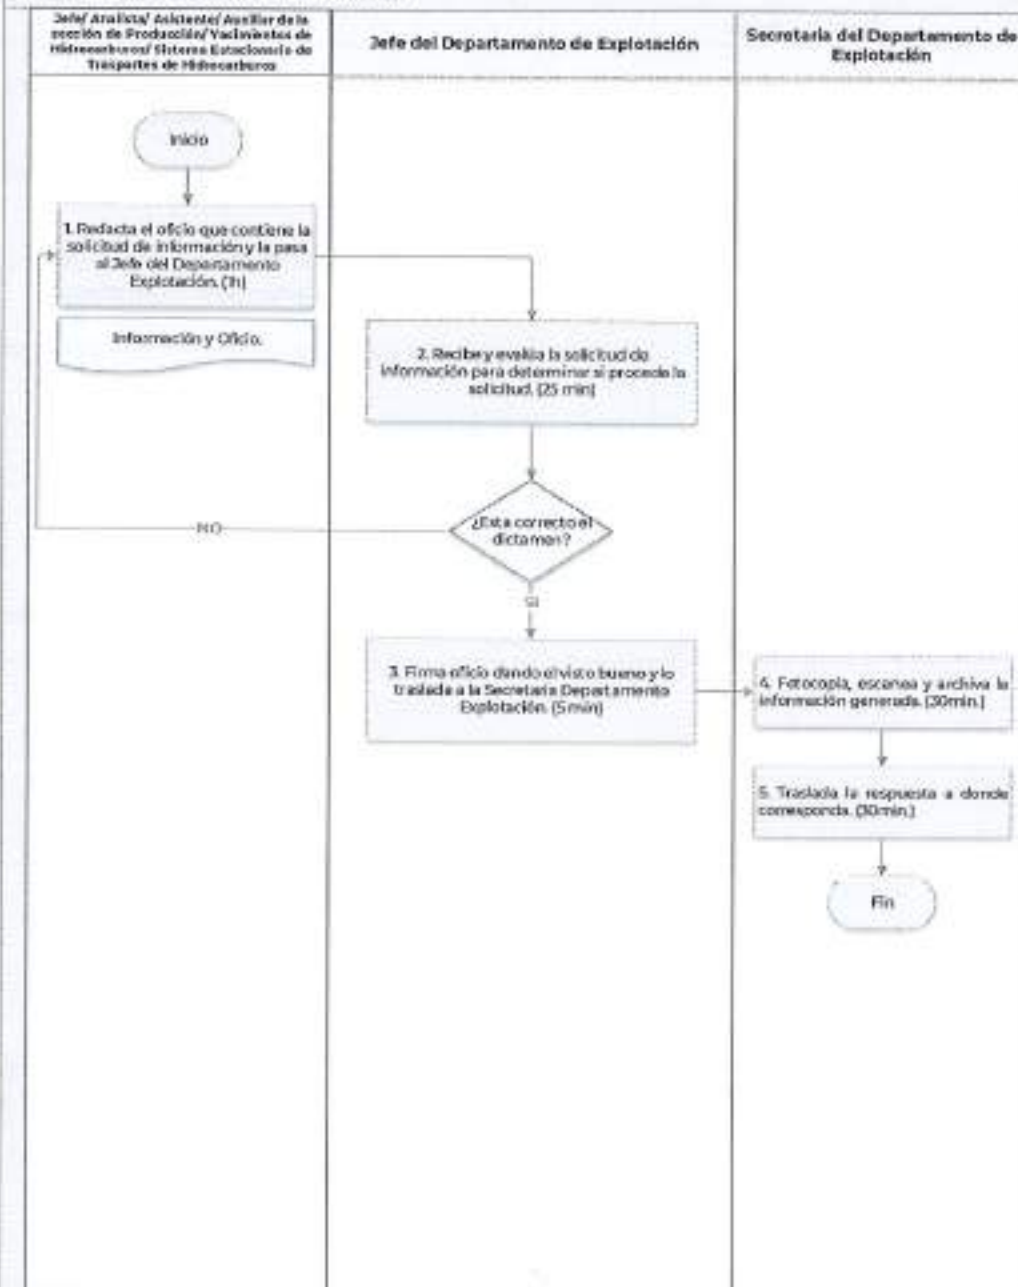 Jefe/ Analista/ Asistente/ Auxiliar de la
sección de Producción/ Yacimientos de
Hidrocarburos/ Sistema Estacionario de
Trasportes de Hidrocarburos
Jefe del Departamento de Explotación
Secretaria del Departamento de
Explotación
Inicio
1. Redacta el oficio que contiene la
solicitud de información y la pasa
al Jefe del Departamento
Explotación. (1h)
Información y Oficio.
2. Recibe y evalúa la solicitud de
información para determinar si procede la
solicitud. (25 min)
¿Esta correcto el
dictamen?
NO
SI
3. Firma oficio dando el visto bueno y lo
traslada a la Secretaria Departamento
Explotación. (5 min)
4. Fotocopia, escanea y archiva la
información generada. (30min.)
5. Traslada la respuesta a donde
corresponda. (30min.)
Fin